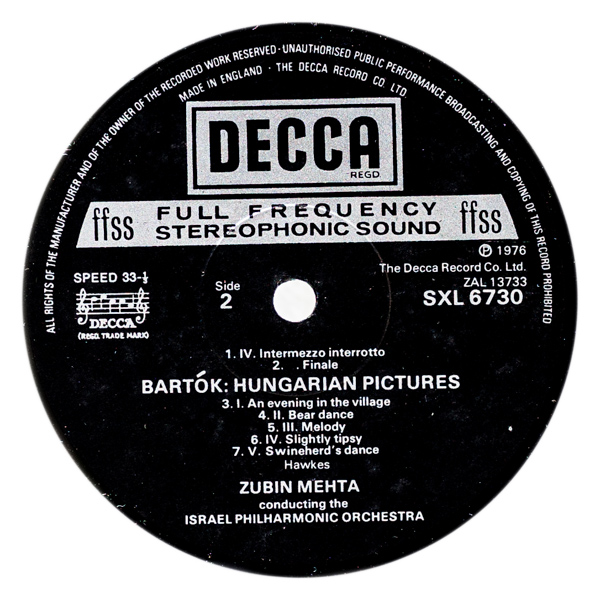 ALL RIGHTS OF THE MANUFACTURER AND OF THE OWNER OF THE RECORDED WORK RESERVED · UNAUTHORISED PUBLIC PERFORMANCE BROADCASTING AND COPYING OF THIS RECORD PROHIBITED
MADE IN ENGLAND · THE DECCA RECORD CO. LTD
DECCA
REGD.
ffss FULL FREQUENCY ffss
STEREOPHONIC SOUND
℗ 1976
The Decca Record Co. Ltd.
SPEED 33-⅓
ZAL 13733
Side
2
SXL 6730
DECCA
(REGD. TRADE MARK)
1. IV. Intermezzo interrotto
2. . Finale
BARTÓK: HUNGARIAN PICTURES
3. I. An evening in the village
4. II. Bear dance
5. III. Melody
6. IV. Slightly tipsy
7. V. Swineherd's dance
Hawkes
ZUBIN MEHTA
conducting the
ISRAEL PHILHARMONIC ORCHESTRA